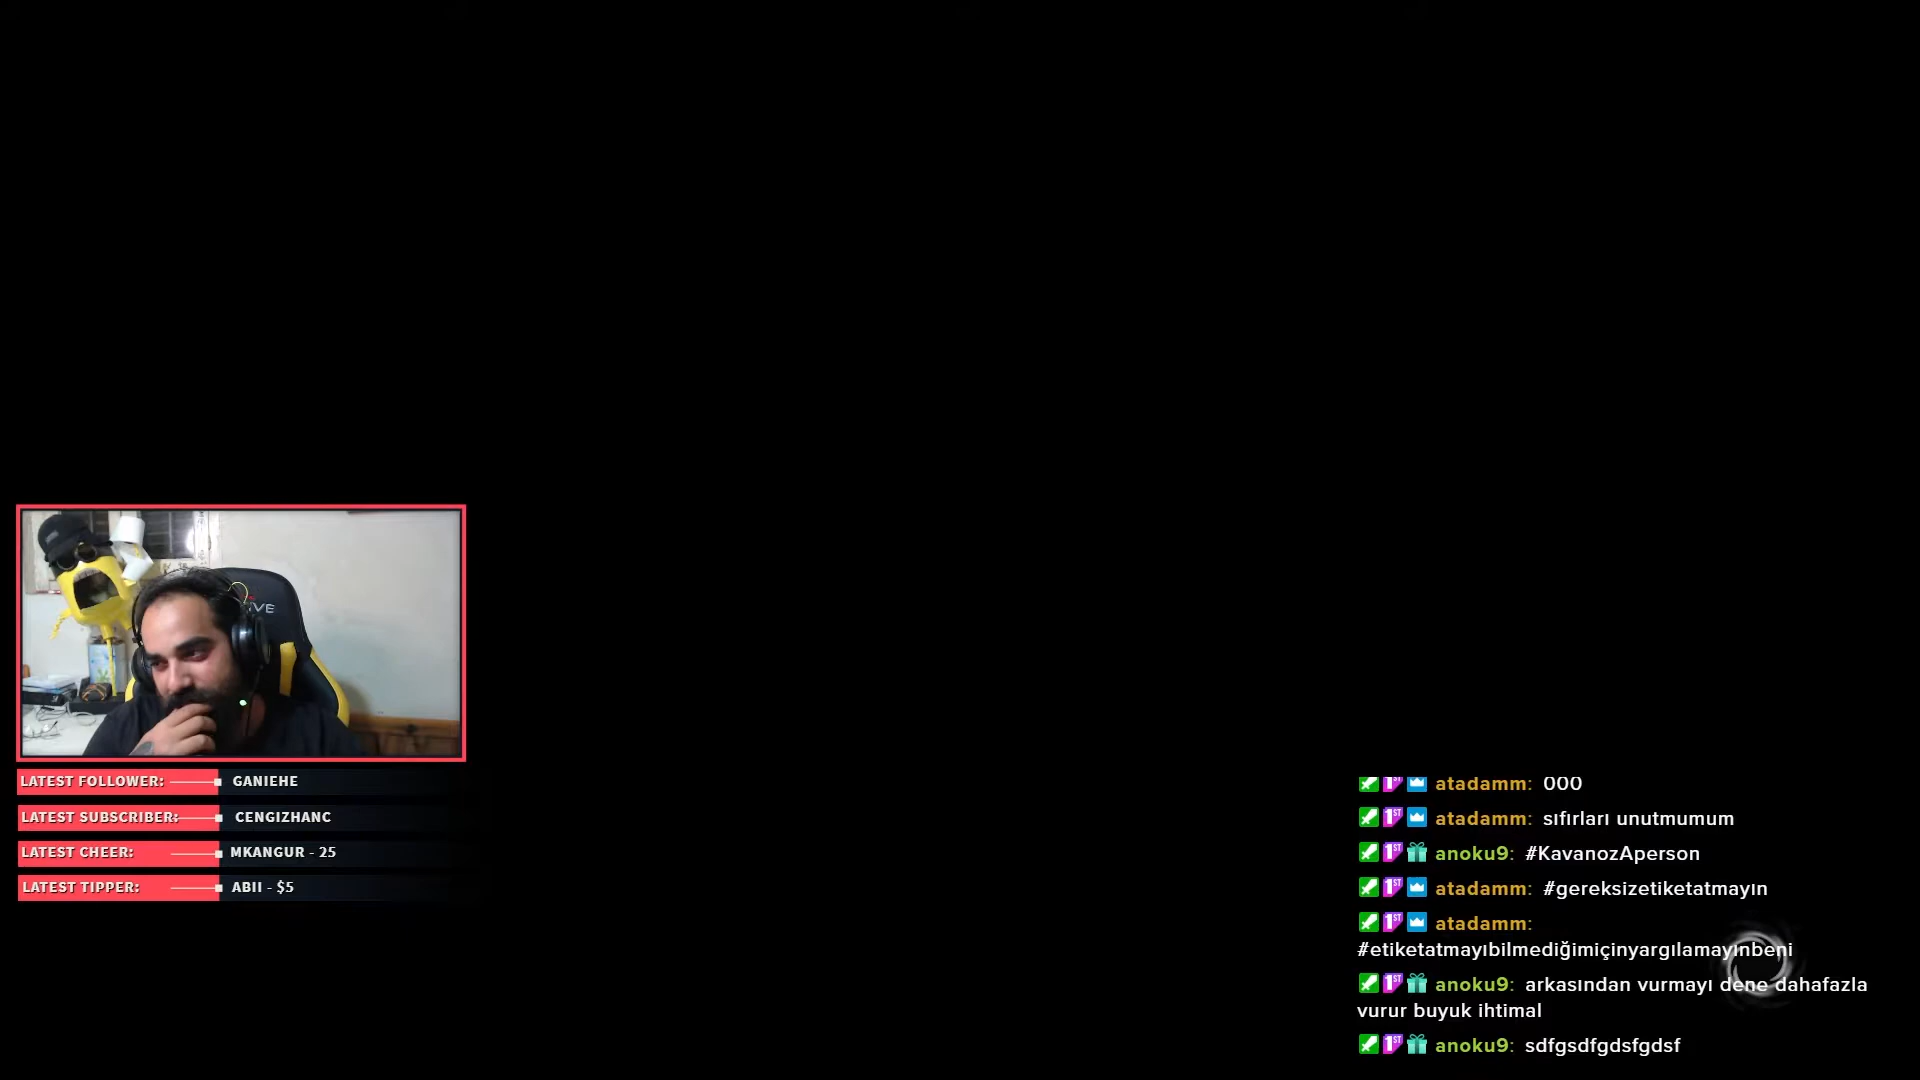 IVE
LATEST FOLLOWER: GANIEHE
LATEST SUBSCRIBER: CENGIZHANC
LATEST CHEER: MKANGUR - 25
LATEST TIPPER: ABII - $5
atadamm: 000
atadamm: sıfırları unutmumum
anoku9: #KavanozAperson
atadamm: #gereksizetiketatmayın
atadamm:
#etiketatmayıbilmediğimiçinyargılamayınbeni
anoku9: arkasından vurmayı dene dahafazla
vurur buyuk ihtimal
anoku9: sdfgsdfgdsfgdsf